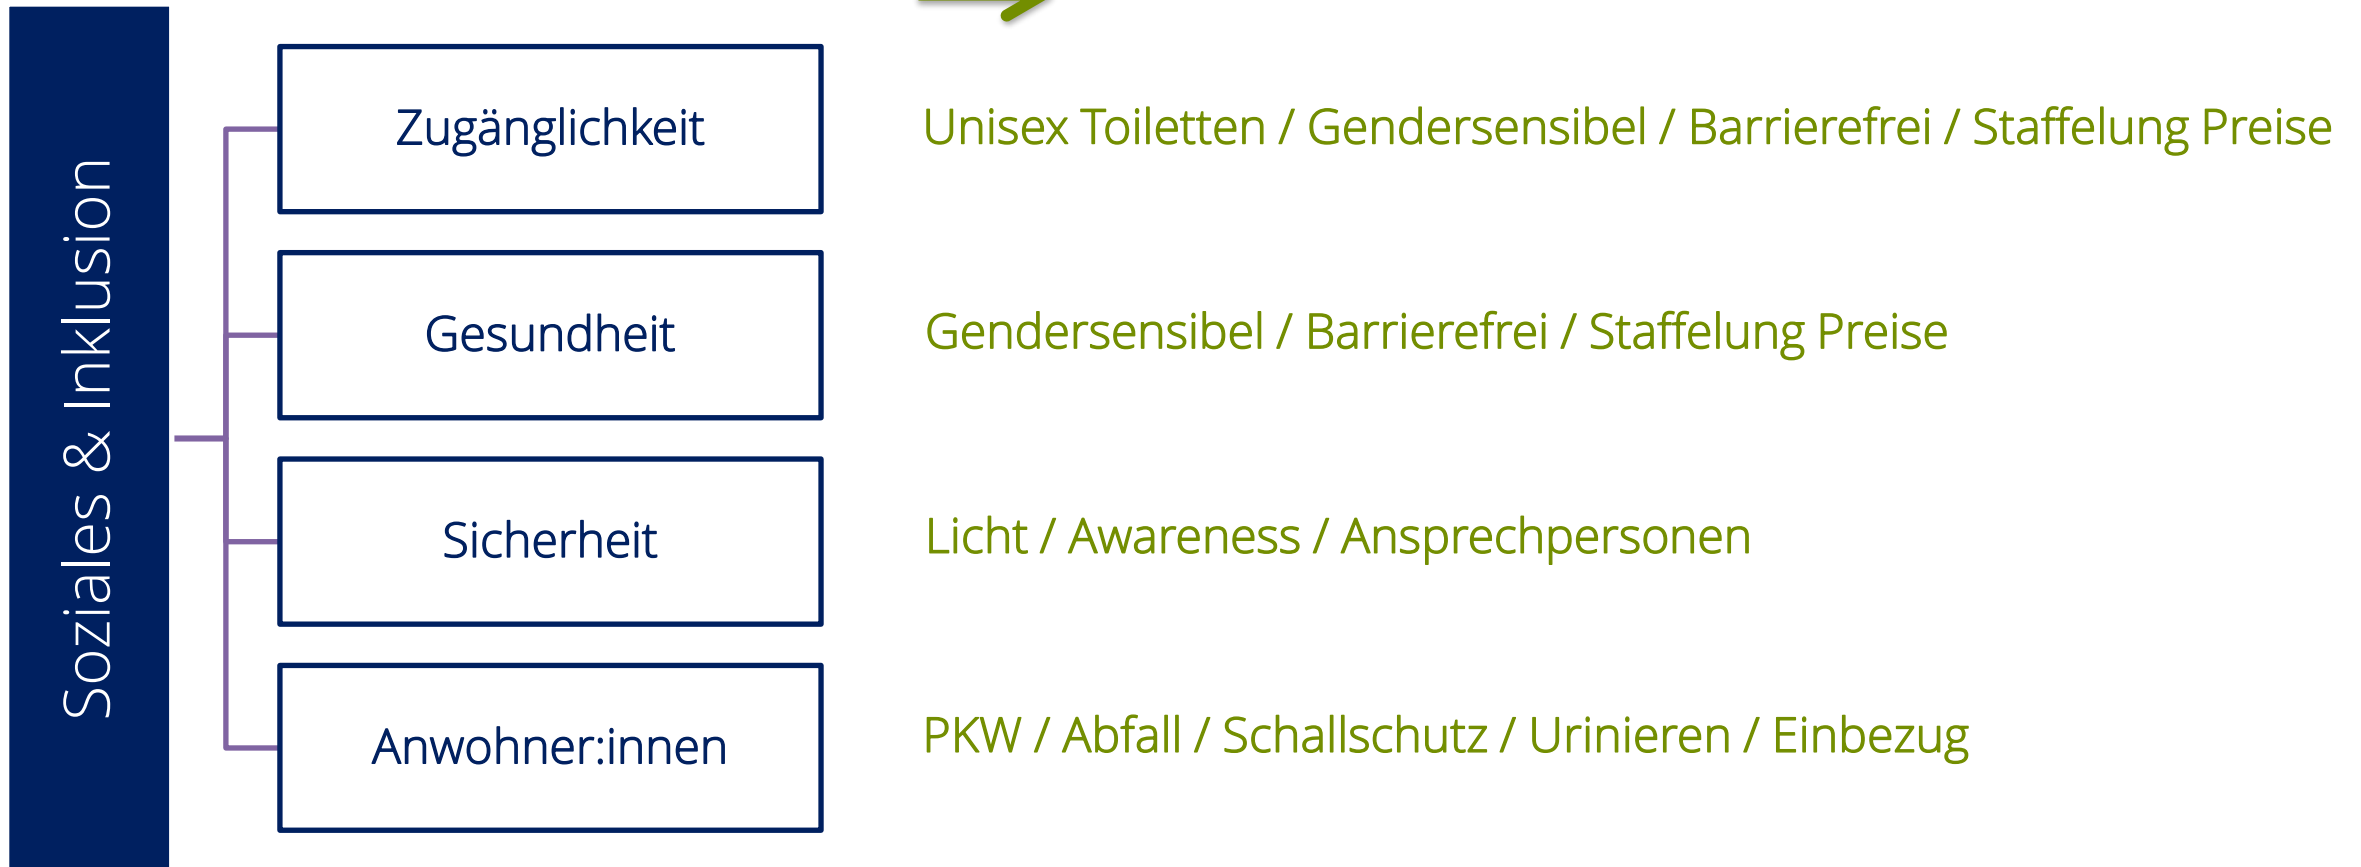 Soziales & Inklusion
Zugänglichkeit
Unisex Toiletten / Gendersensibel / Barrierefrei / Staffelung Preise
Gesundheit
Gendersensibel / Barrierefrei / Staffelung Preise
Sicherheit
Licht / Awareness / Ansprechpersonen
Anwohner:innen
PKW / Abfall / Schallschutz / Urinieren / Einbezug